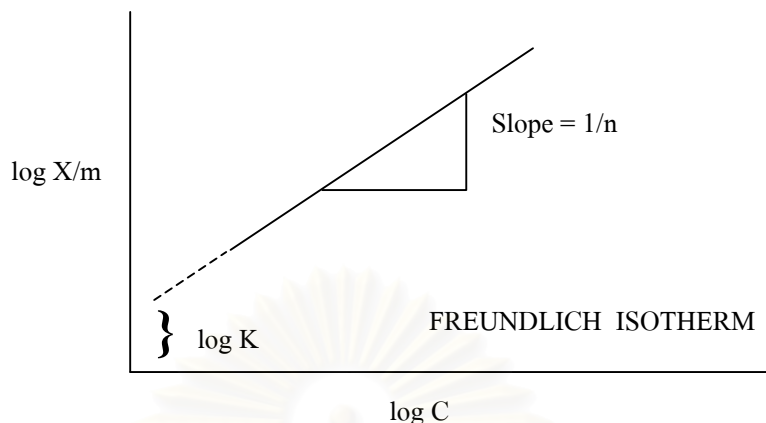 Slope = 1/n
log X/m
FREUNDLICH ISOTHERM
} log K
log C